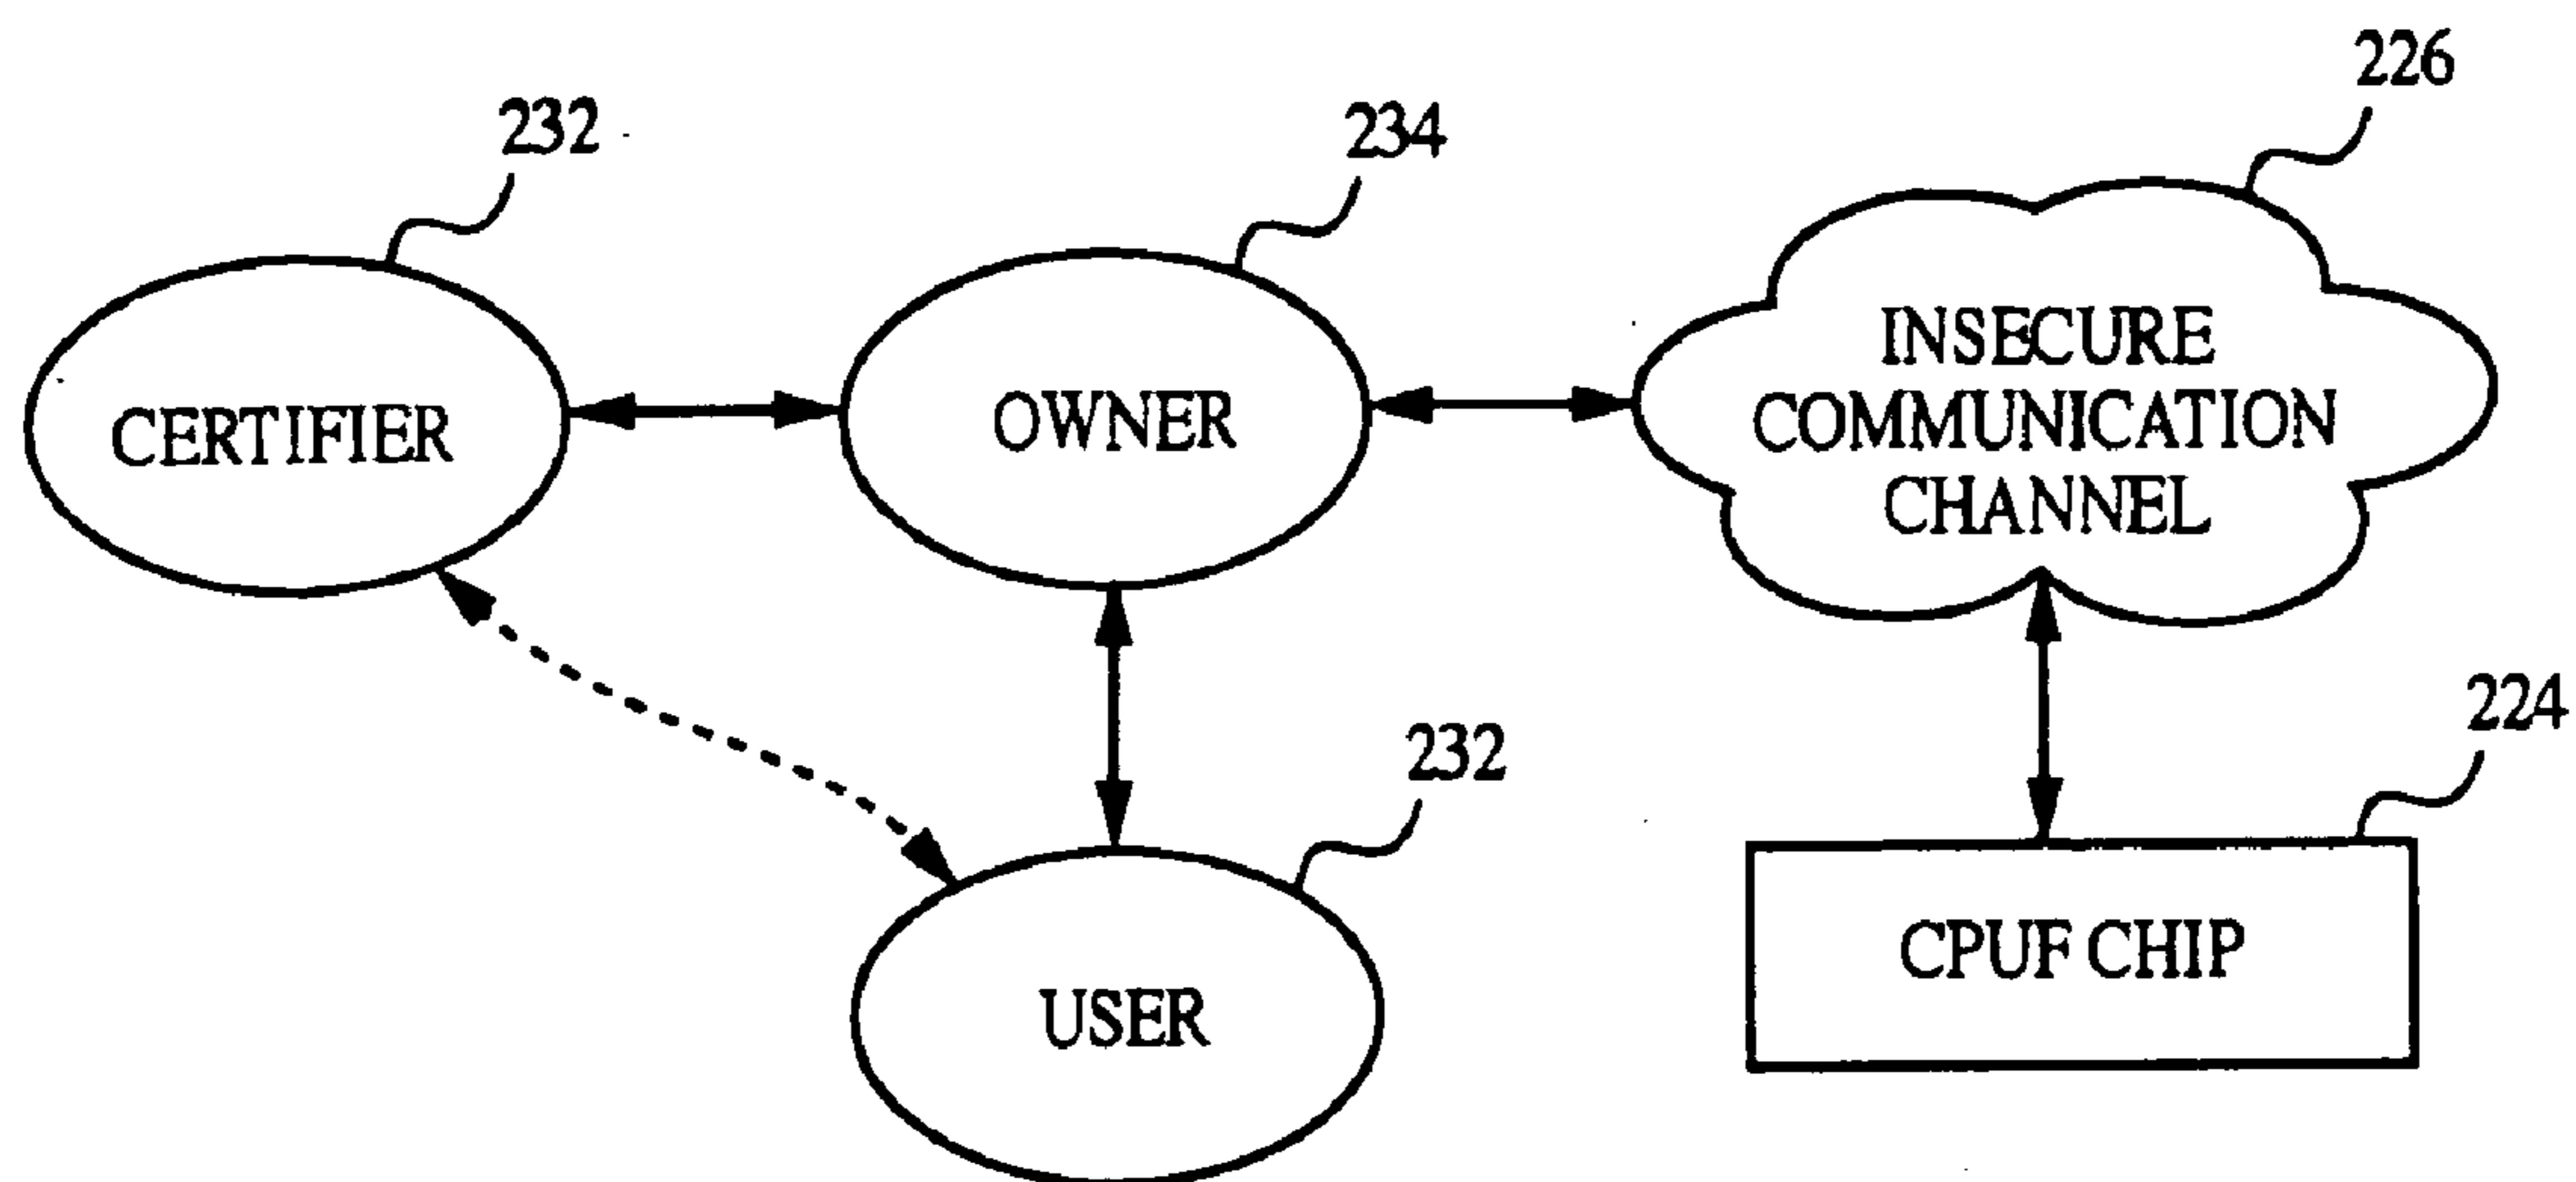 226
232
234
INSECURE
COMMUNICATION
CHANNEL
CERTIFIER
OWNER
224
232
CPUF CHIP
USER